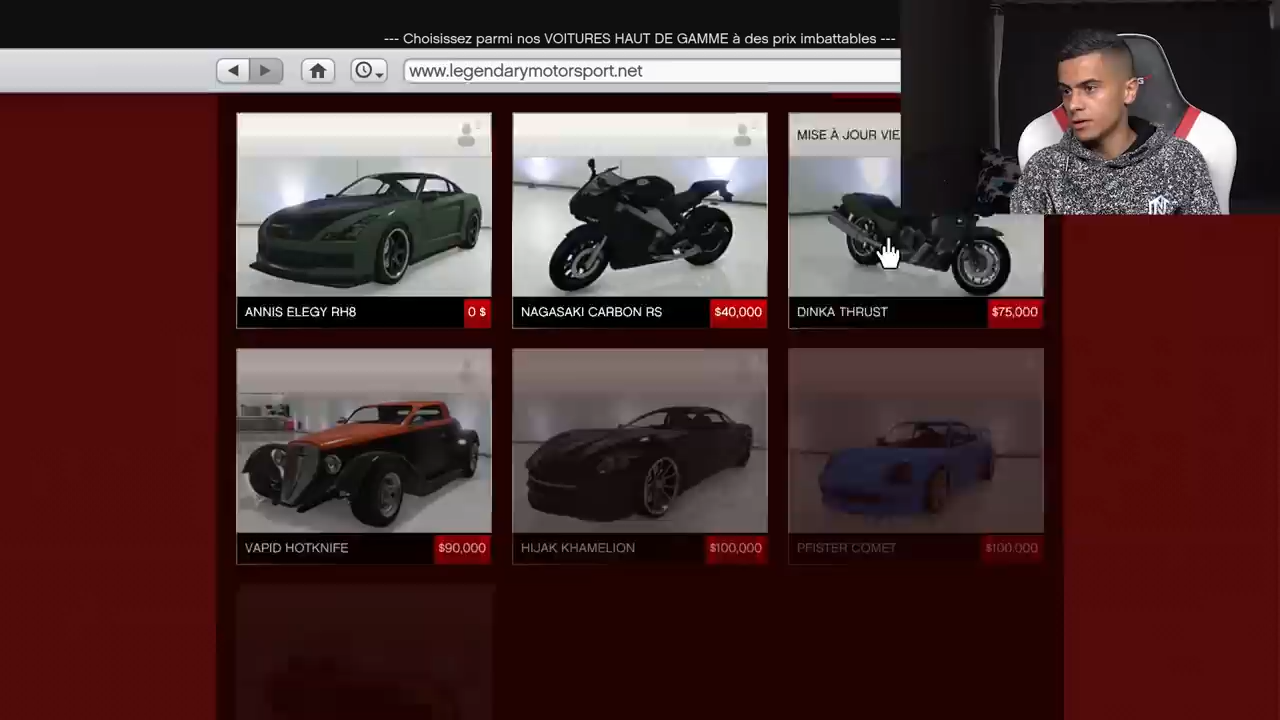 --- Choisissez parmi nos VOITURES HAUT DE GAMME à des prix imbattables ---
www.legendarymotorsport.net
MISE À JOUR VIE
ANNIS ELEGY RH8
0 $
NAGASAKI CARBON RS
$40,000
DINKA THRUST
$75,000
VAPID HOTKNIFE
$90,000
HIJAK KHAMELION
$100,000
PFISTER COMET
$100,000